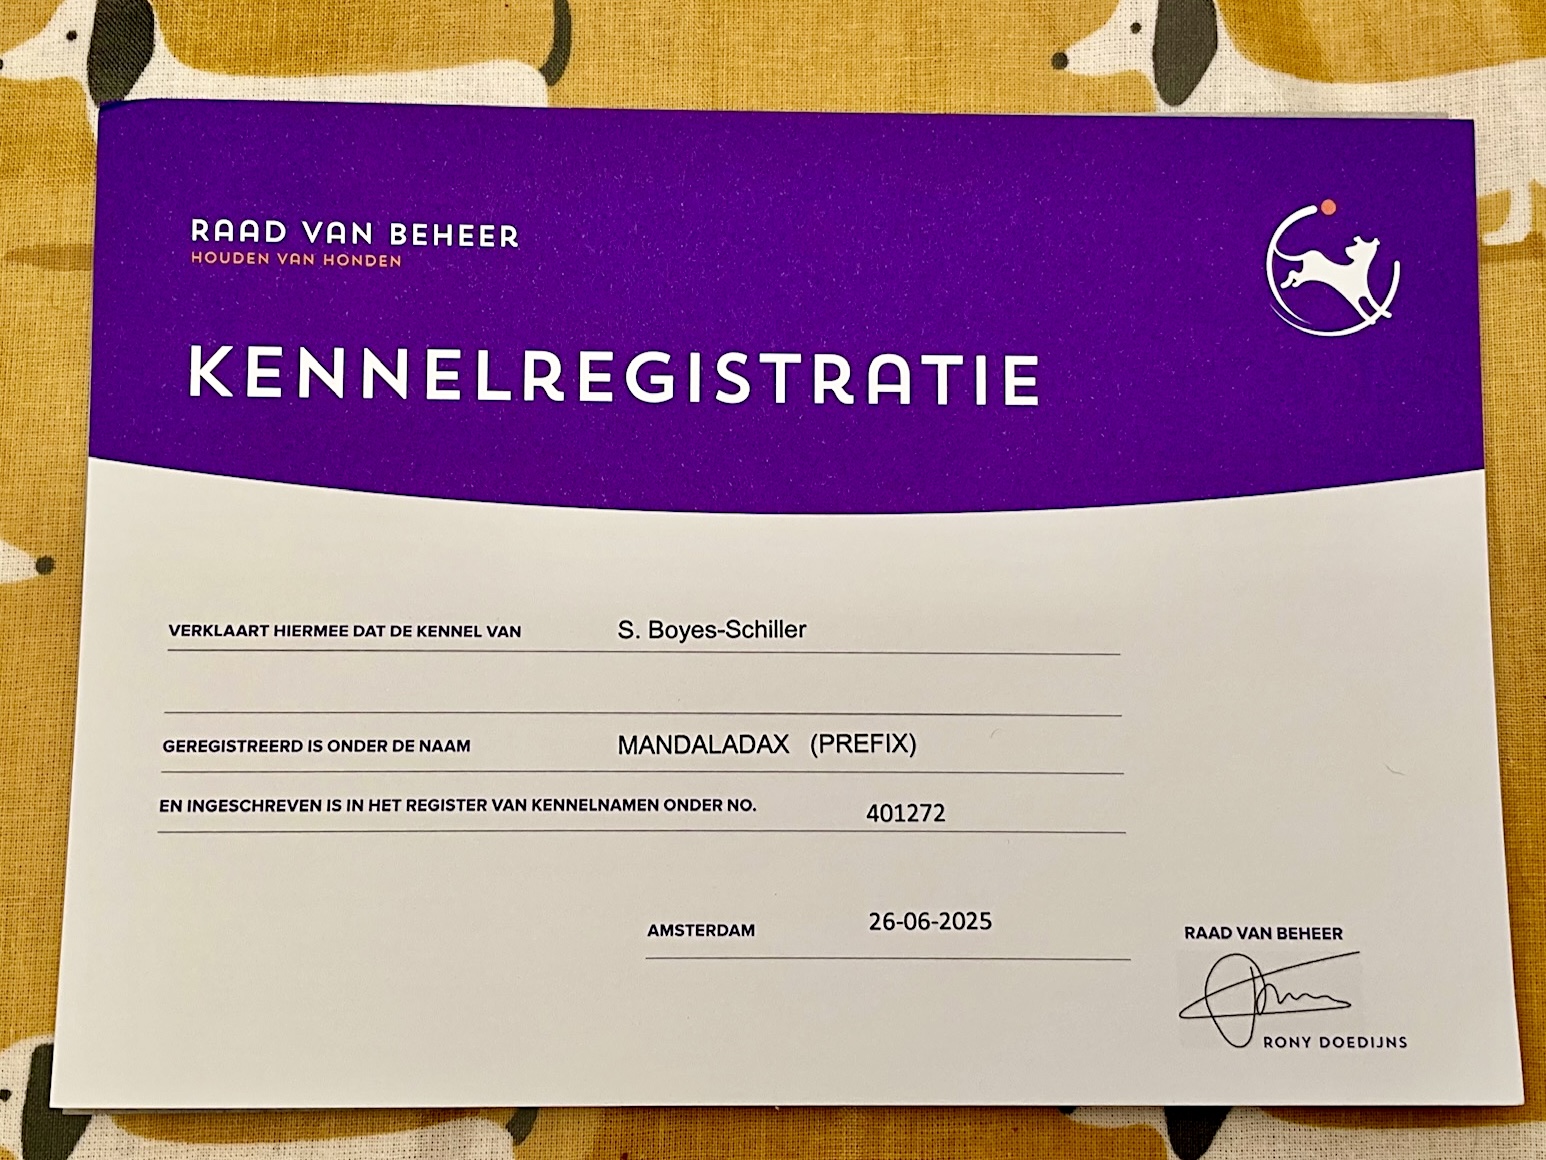 RAAD VAN BEHEER
HOUDEN VAN HONDEN
KENNELREGISTRATIE
VERKLAART HIERMEE DAT DE KENNEL VAN S. Boyes-Schiller
GEREGISTREERD IS ONDER DE NAAM MANDALADAX (PREFIX)
EN INGESCHREVEN IS IN HET REGISTER VAN KENNELNAMEN ONDER NO. 401272
AMSTERDAM 26-06-2025
RAAD VAN BEHEER
RONY DOEDIJNS